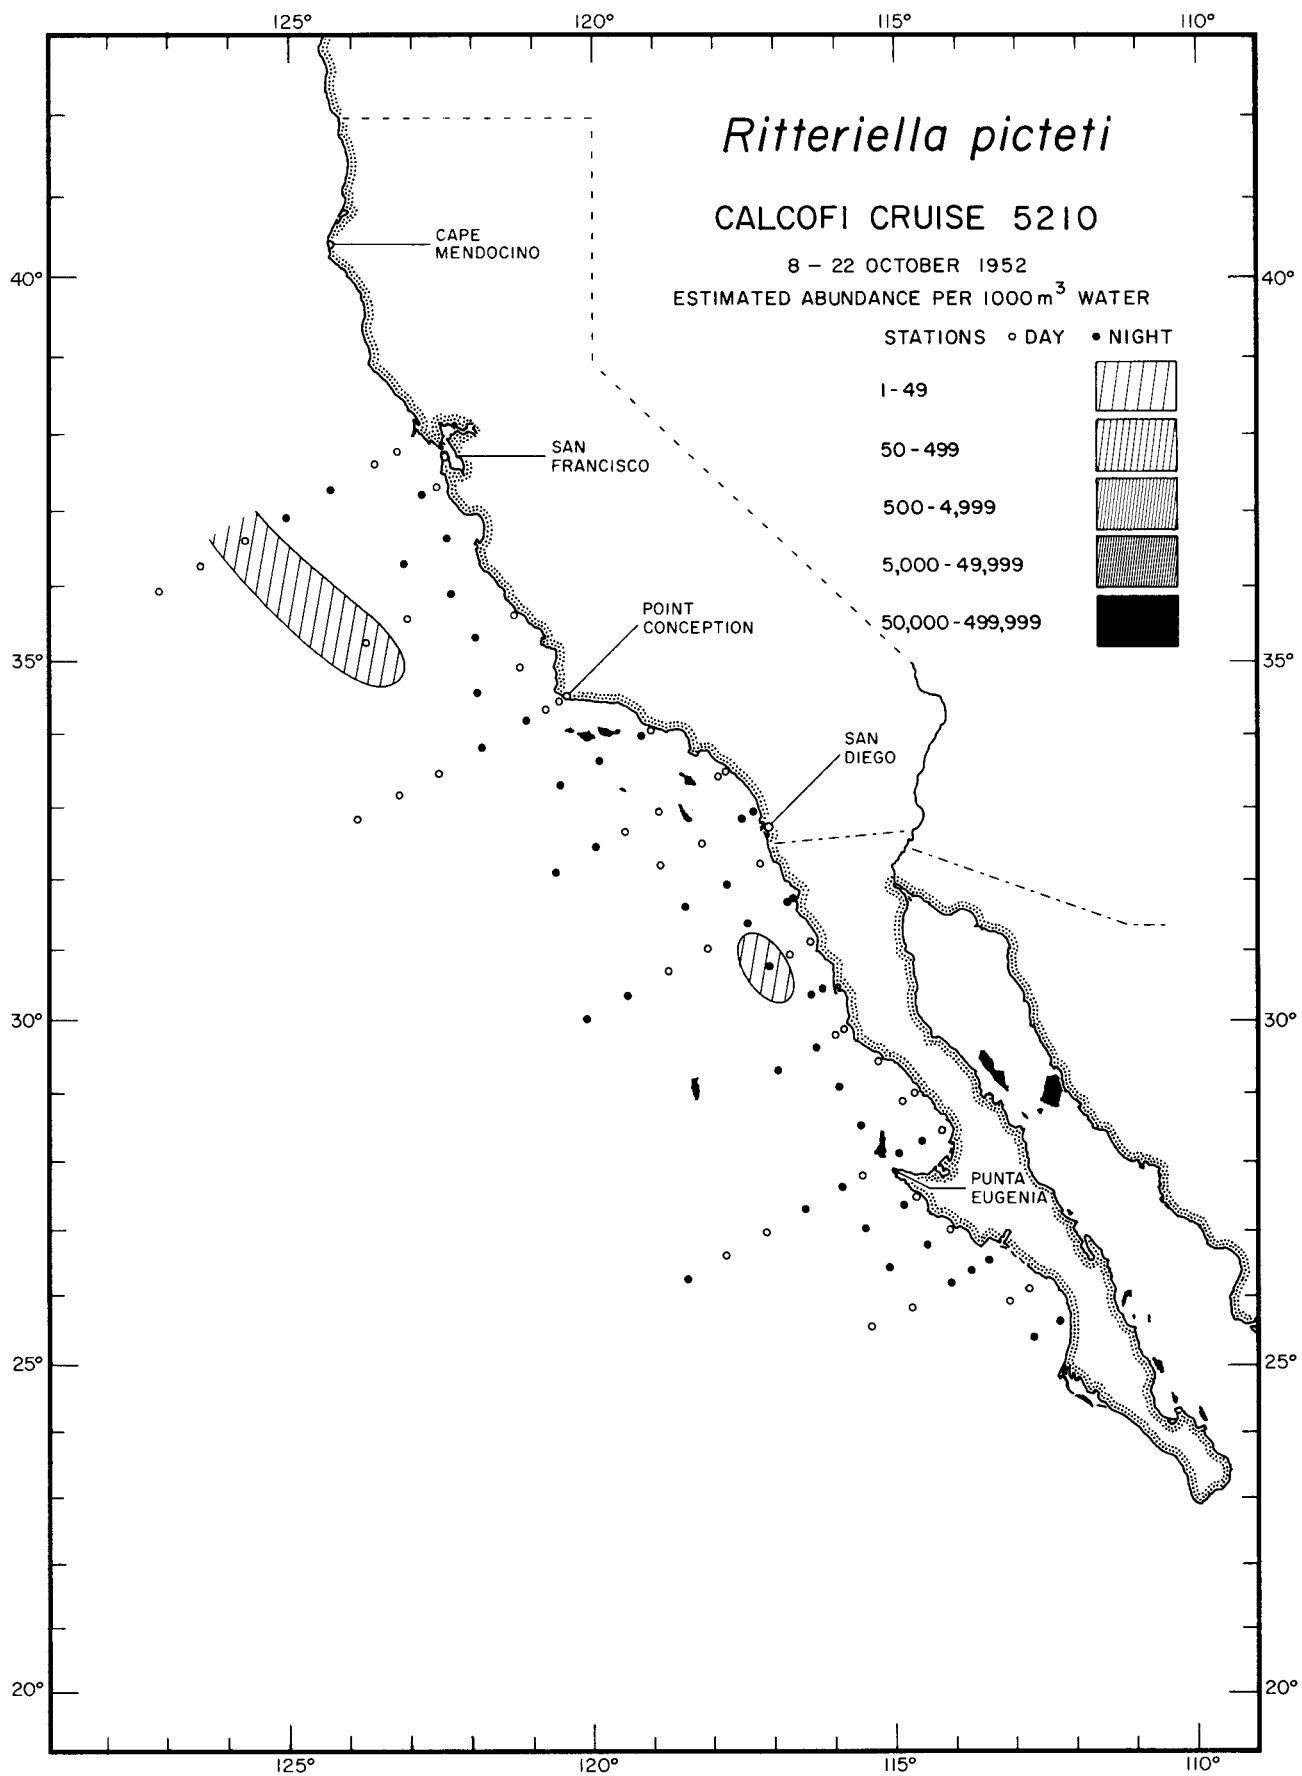 125° 120° 115° 110°
Ritteriella picteti
CALCOFI CRUISE 5210
8 – 22 OCTOBER 1952
ESTIMATED ABUNDANCE PER 1000 m³ WATER
STATIONS ○ DAY ● NIGHT
1 - 49
50 - 499
500 - 4,999
5,000 - 49,999
50,000 - 499,999
CAPE
MENDOCINO
40° 40°
SAN
FRANCISCO
POINT
CONCEPTION
35° 35°
SAN
DIEGO
30° 30°
PUNTA
EUGENIA
25° 25°
20° 20°
125° 120° 115° 110°